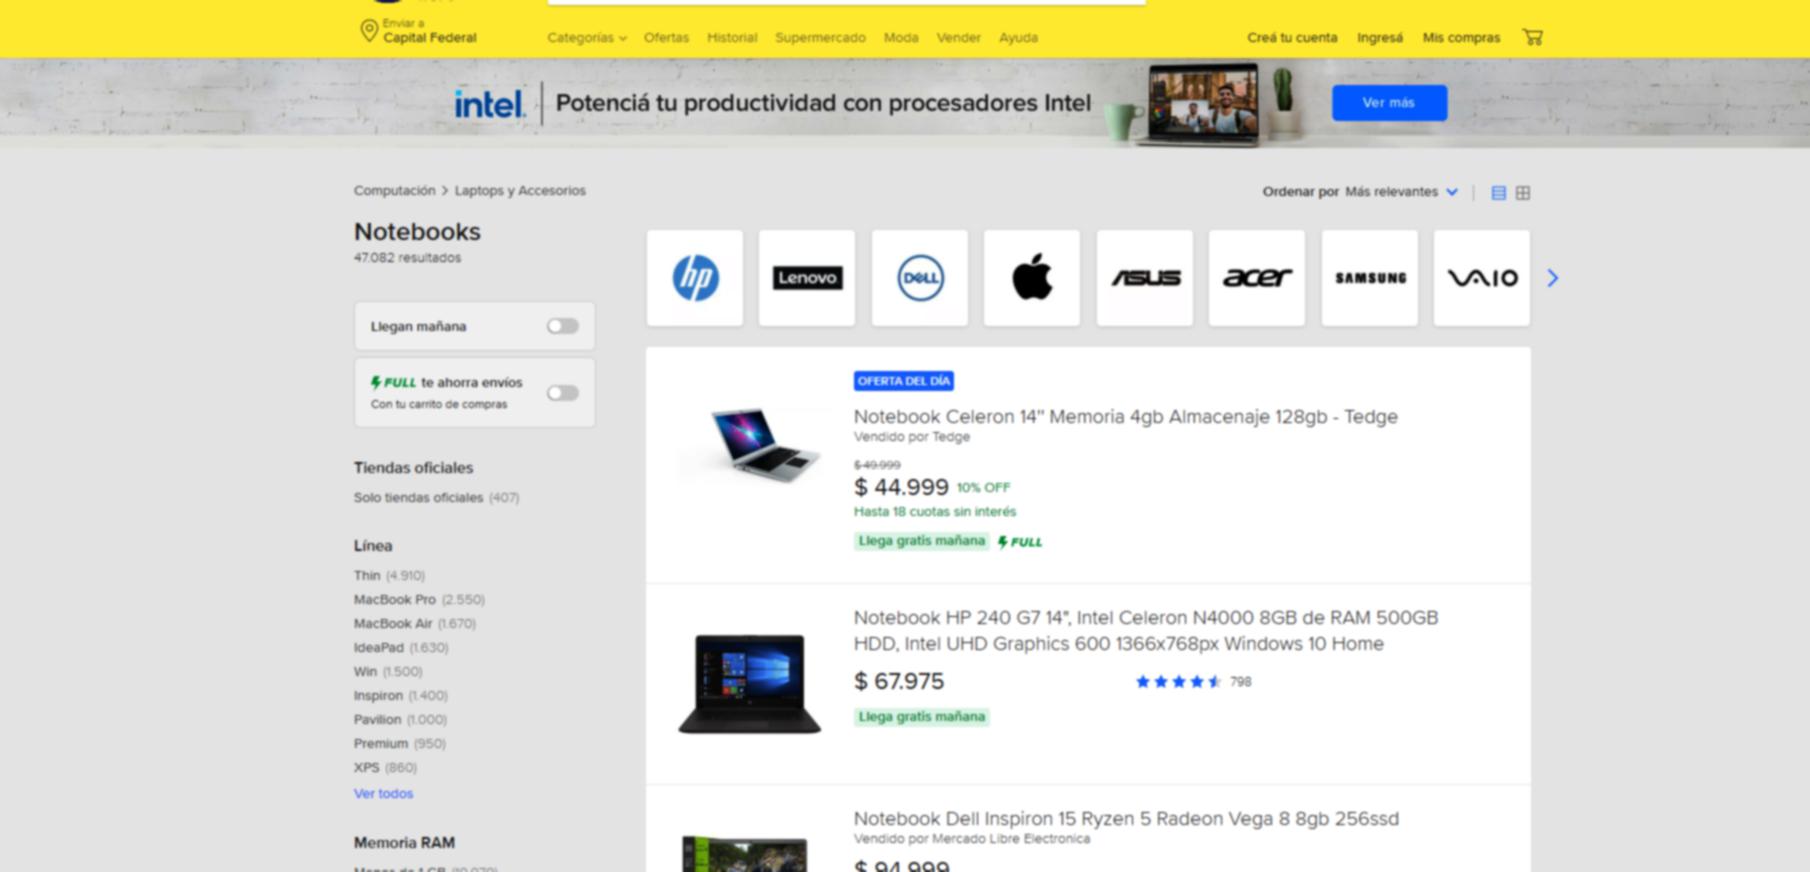 Enviar a
Capital Federal
Categorías Ofertas Historial Supermercado Moda Vender Ayuda
Creá tu cuenta Ingresá Mis compras
intel. Potenciá tu productividad con procesadores Intel
Ver más
Computación > Laptops y Accesorios
Ordenar por Más relevantes
Notebooks
47.082 resultados
hp Lenovo DELL ASUS acer SAMSUNG VAIO
Llegan mañana
FULL te ahorra envíos
Con tu carrito de compras
Tiendas oficiales
Solo tiendas oficiales (407)
Línea
Thin (4.910)
MacBook Pro (2.550)
MacBook Air (1.670)
IdeaPad (1.630)
Win (1.500)
Inspiron (1.400)
Pavilion (1.000)
Premium (950)
XPS (860)
Ver todos
Memoria RAM
OFERTA DEL DÍA
Notebook Celeron 14'' Memoria 4gb Almacenaje 128gb - Tedge
Vendido por Tedge
$ 49.999
$ 44.999 10% OFF
Hasta 18 cuotas sin interés
Llega gratis mañana FULL
Notebook HP 240 G7 14", Intel Celeron N4000 8GB de RAM 500GB
HDD, Intel UHD Graphics 600 1366x768px Windows 10 Home
$ 67.975 798
Llega gratis mañana
Notebook Dell Inspiron 15 Ryzen 5 Radeon Vega 8 8gb 256ssd
Vendido por Mercado Libre Electronica
$ 94.999